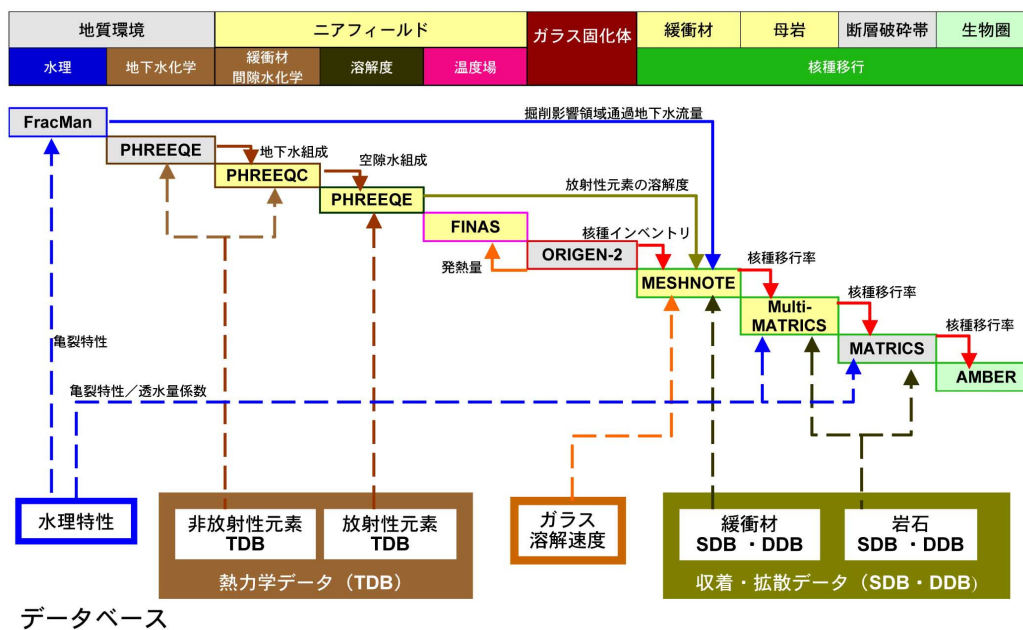 地質環境
ニアフィールド
ガラス固化体
緩衝材
母岩
断層破砕帯
生物圏
水理
地下水化学
緩衝材
間隙水化学
溶解度
温度場
核種移行
FracMan
掘削影響領域通過地下水流量
PHREEQE
地下水組成
PHREEQC
空隙水組成
PHREEQE
放射性元素の溶解度
FINAS
核種インベントリ
ORIGEN-2
発熱量
MESHNOTE
核種移行率
Multi-
MATRICS
核種移行率
MATRICS
核種移行率
AMBER
亀裂特性
亀裂特性／透水量係数
水理特性
非放射性元素
TDB
放射性元素
TDB
熱力学データ（TDB）
ガラス
溶解速度
緩衝材
SDB ・DDB
岩石
SDB ・DDB
収着・拡散データ（SDB・DDB）
データベース